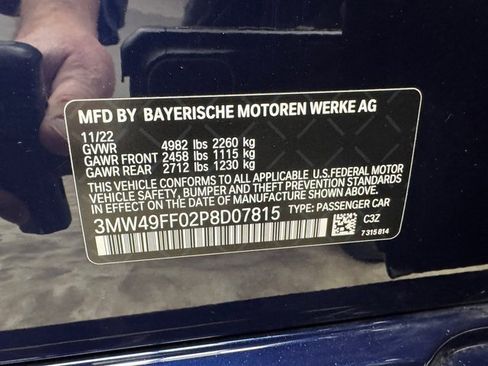 MFD BY BAYERISCHE MOTOREN WERKE AG
11/22
GVWR 4982 lbs 2260 kg
GAWR FRONT 2458 lbs 1115 kg
GAWR REAR 2712 lbs 1230 kg
THIS VEHICLE CONFORMS TO ALL APPLICABLE U.S.FEDERAL MOTOR
VEHICLE SAFETY, BUMPER AND THEFT PREVENTION STANDARDS
IN EFFECT ON THE DATE OF MANUFACTURE SHOWN ABOVE.
3MW49FF02P8D07815 TYPE: PASSENGER CAR
C3Z
7 315 814